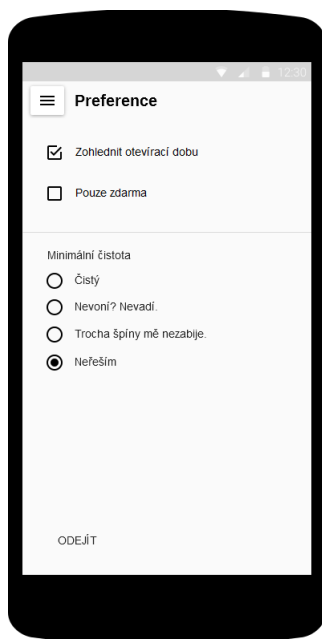 12:30
Preference
Zohlednit otevírací dobu
Pouze zdarma
Minimální čistota
Čistý
Nevoní? Nevadí.
Trocha špíny mě nezabije.
Neřeším
ODEJÍT